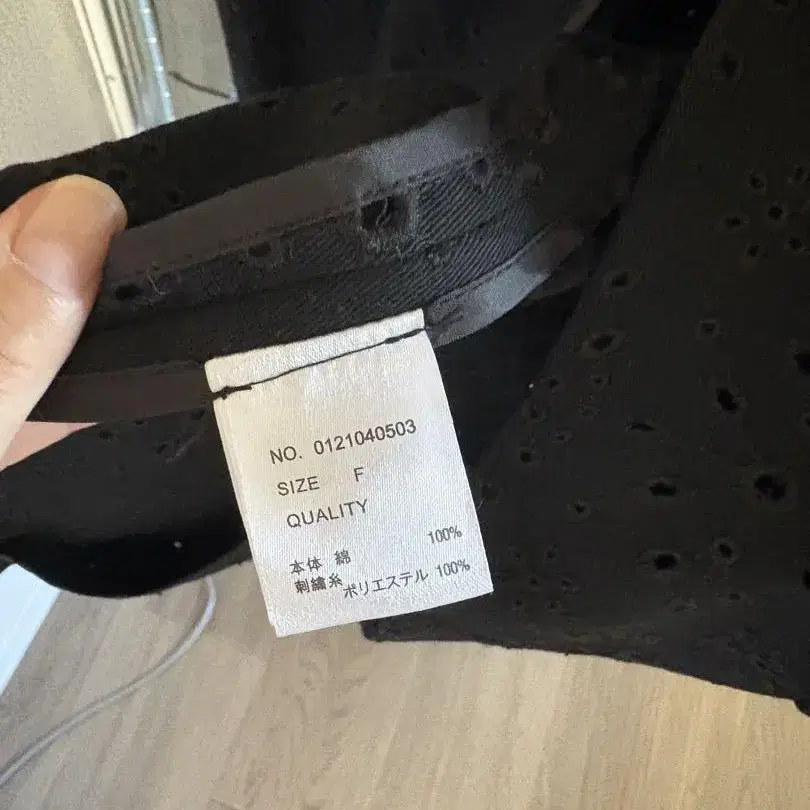 NO. 0121040503
SIZE F
QUALITY
本体 綿 100%
刺繍糸 ポリエステル 100%